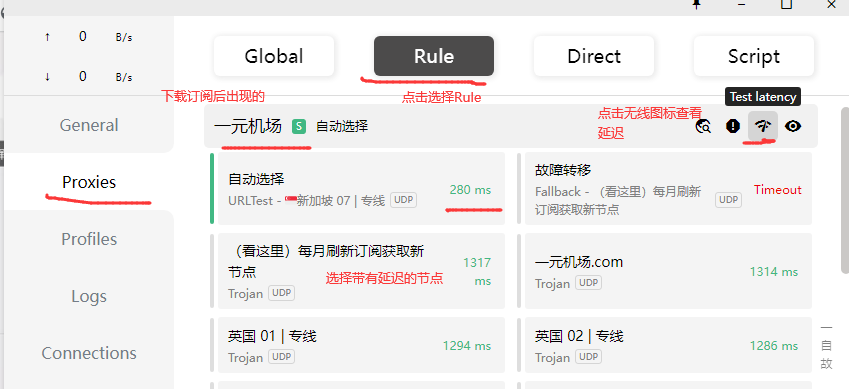 ↑ 0 B/s
↓ 0 B/s
Global
Rule
Direct
Script
下载订阅后出现的
点击选择Rule
点击无线图标查看
延迟
Test latency
General
Proxies
Profiles
Logs
Connections
一元机场 S 自动选择
自动选择
URLTest - 新加坡 07 | 专线 UDP
280 ms
故障转移
Fallback - （看这里）每月刷新
订阅获取新节点 UDP
Timeout
（看这里）每月刷新订阅获取新
节点
Trojan UDP
1317
ms
选择带有延迟的节点
一元机场.com
Trojan UDP
1314 ms
英国 01 | 专线
Trojan UDP
1294 ms
英国 02 | 专线
Trojan UDP
1286 ms
一
自
故